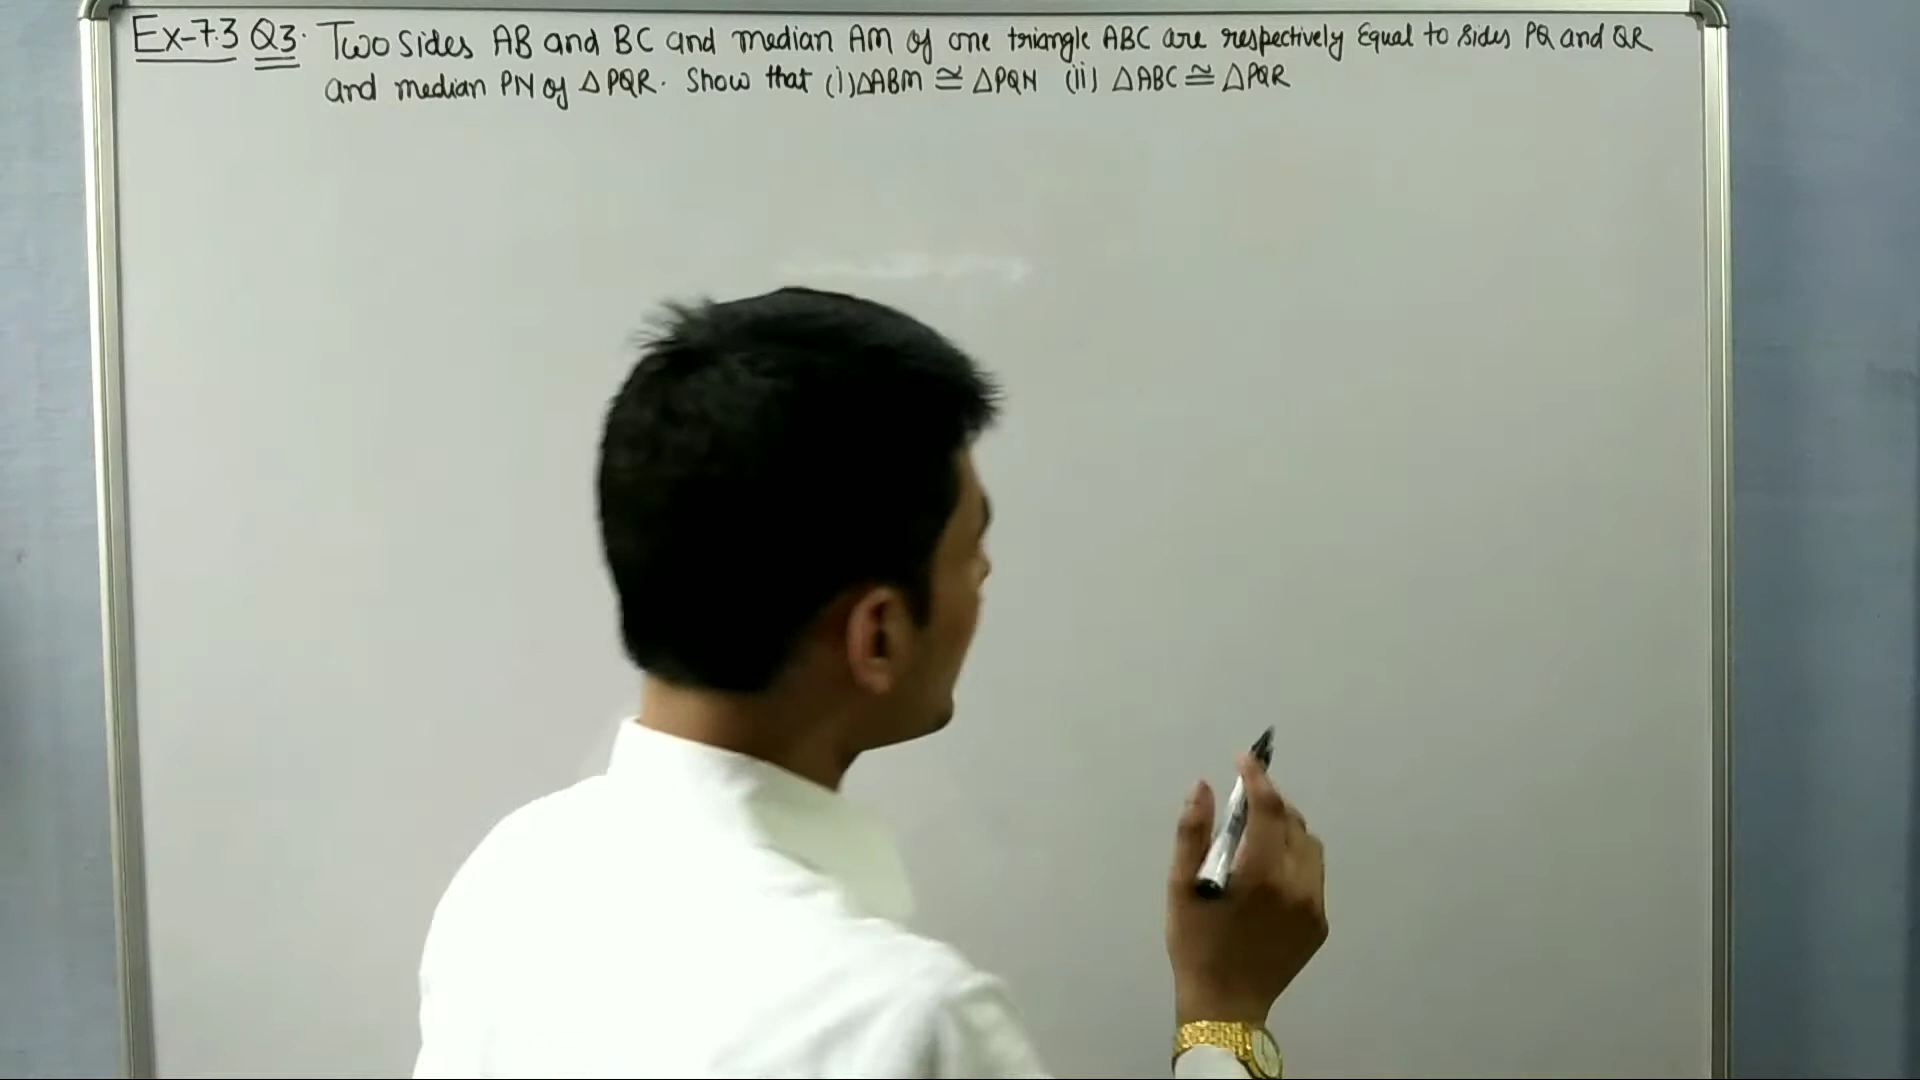 Ex-7.3 Q3. Two sides AB and BC and median AM of one triangle ABC are respectively Equal to sides PQ and QR
and median PN of △PQR. Show that (i) △ABM ≅ △PQN (ii) △ABC ≅ △PQR